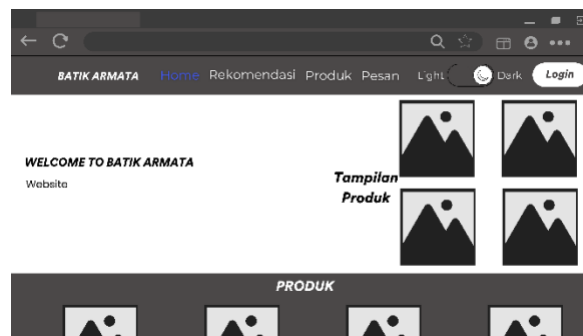 BATIK ARMATA Home Rekomendasi Produk Pesan Light Dark Login
WELCOME TO BATIK ARMATA
Website
Tampilan
Produk
PRODUK